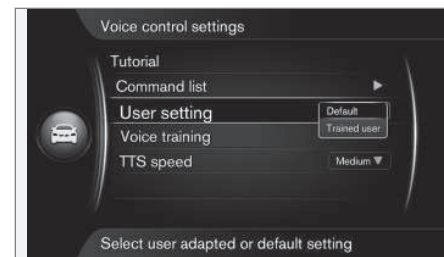 Voice control settings
Tutorial
Command list
User setting
Default
Trained user
Voice training
TTS speed
Medium
Select user adapted or default setting